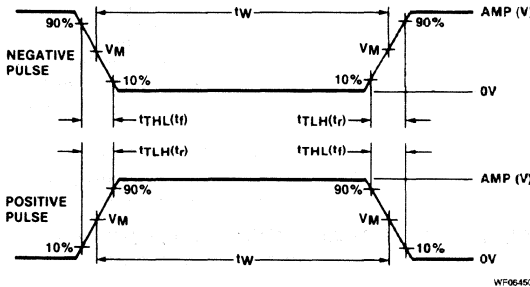 90% tW 90% AMP (V)
NEGATIVE PULSE VM VM
10% 10%
0V
tTHL(tf) tTLH(tr)
tTLH(tr) tTHL(tf)
AMP (V)
90% 90%
POSITIVE PULSE VM VM
10% tW 10%
0V